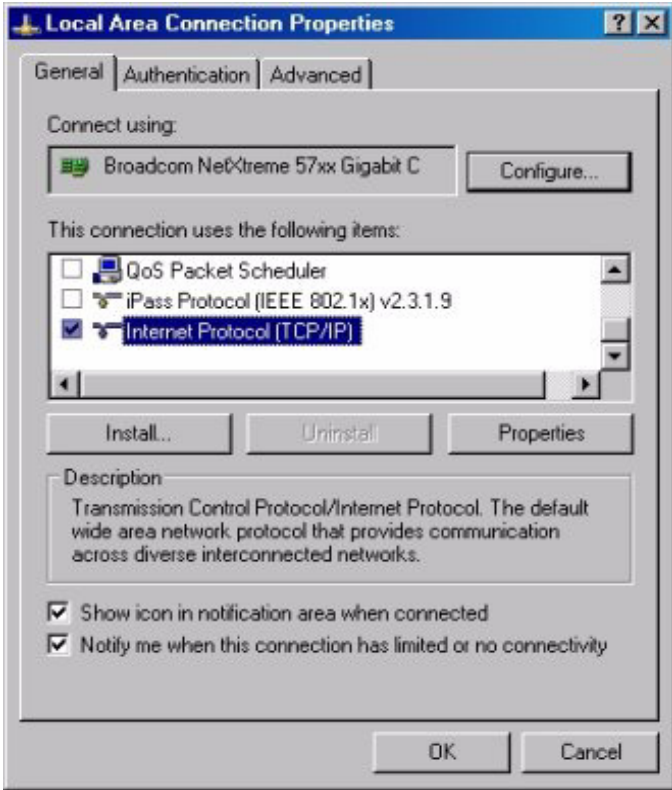 Local Area Connection Properties
General Authentication Advanced
Connect using:
Broadcom NetXtreme 57xx Gigabit C Configure...
This connection uses the following items:
QoS Packet Scheduler
iPass Protocol (IEEE 802.1x) v2.3.1.9
Internet Protocol (TCP/IP)
Install... Uninstall Properties
Description
Transmission Control Protocol/Internet Protocol. The default
wide area network protocol that provides communication
across diverse interconnected networks.
Show icon in notification area when connected
Notify me when this connection has limited or no connectivity
OK Cancel